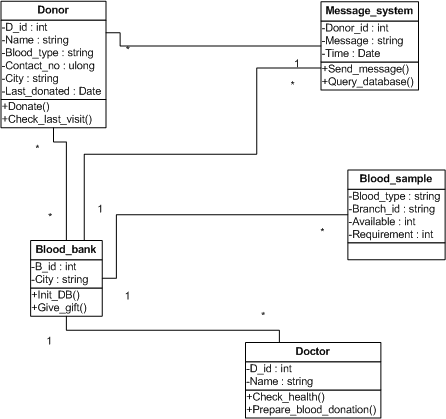 Donor
-D_id : int
-Name : string
-Blood_type : string
-Contact_no : ulong
-City : string
-Last_donated : Date
+Donate()
+Check_last_visit()
Message_system
-Donor_id : int
-Message : string
-Time : Date
+Send_message()
+Query_database()
*
1
*
*
Blood_sample
-Blood_type : string
-Branch_id : string
-Available : int
-Requirement : int
*
1
*
Blood_bank
-B_id : int
-City : string
+Init_DB()
+Give_gift()
1
*
1
Doctor
-D_id : int
-Name : string
+Check_health()
+Prepare_blood_donation()